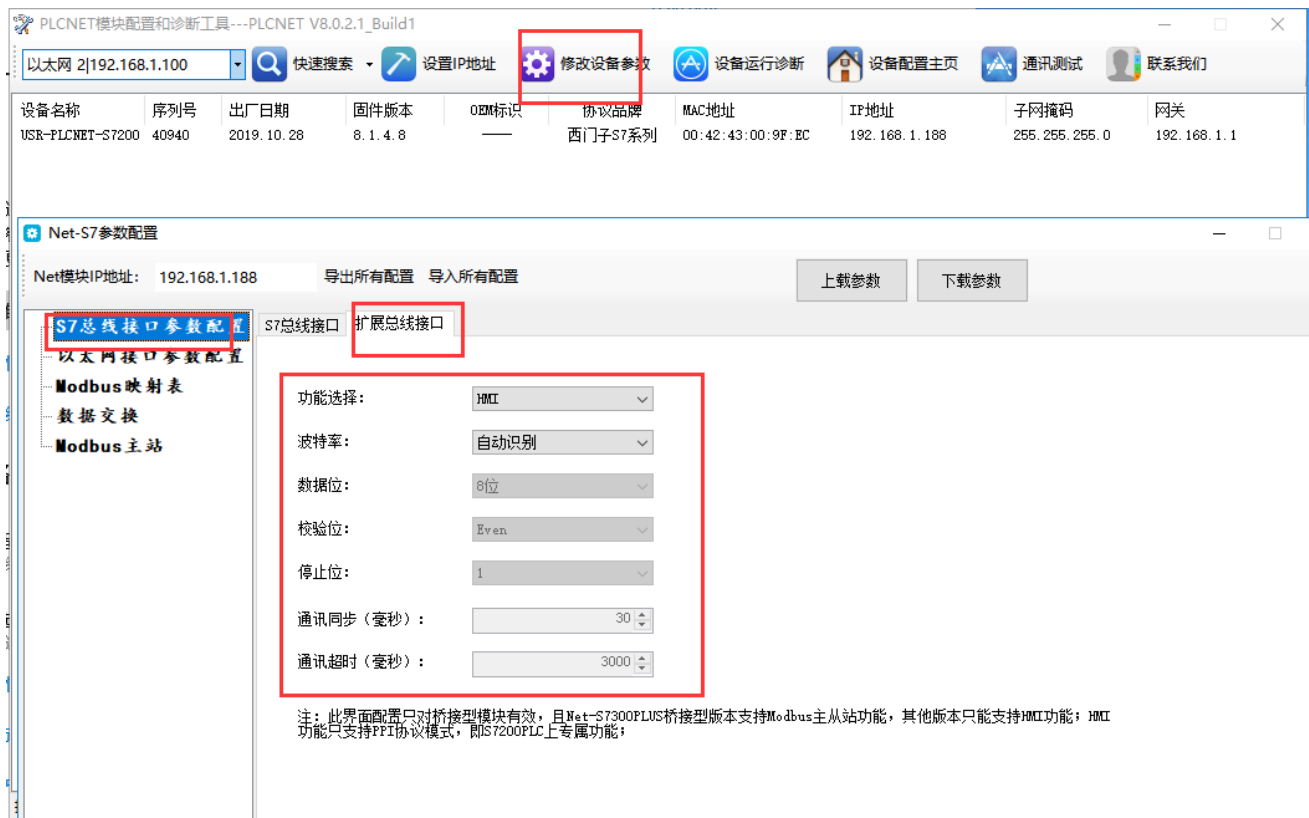 PLCNET模块配置和诊断工具---PLCNET V8.0.2.1_Build1
以太网 2|192.168.1.100 快速搜索 设置IP地址 修改设备参数 设备运行诊断 设备配置主页 通讯测试 联系我们
设备名称 序列号 出厂日期 固件版本 OEM标识 协议品牌 MAC地址 IP地址 子网掩码 网关
USR-PLCNET-S7200 40940 2019.10.28 8.1.4.8 —— 西门子S7系列 00:42:43:00:9F:EC 192.168.1.188 255.255.255.0 192.168.1.1
Net-S7参数配置
Net模块IP地址: 192.168.1.188 导出所有配置 导入所有配置 上载参数 下载参数
S7总线接口参数配置 S7总线接口 扩展总线接口
以太网接口参数配置
Modbus映射表
数据交换
Modbus主站
功能选择: HMI
波特率: 自动识别
数据位: 8位
校验位: Even
停止位: 1
通讯同步（毫秒）: 30
通讯超时（毫秒）: 3000
注: 此界面配置只对桥接型模块有效，且Net-S7300PLUS桥接型版本支持Modbus主从站功能，其他版本只能支持HMI功能；HMI
功能只支持PPI协议模式，即S7200PLC上专属功能；